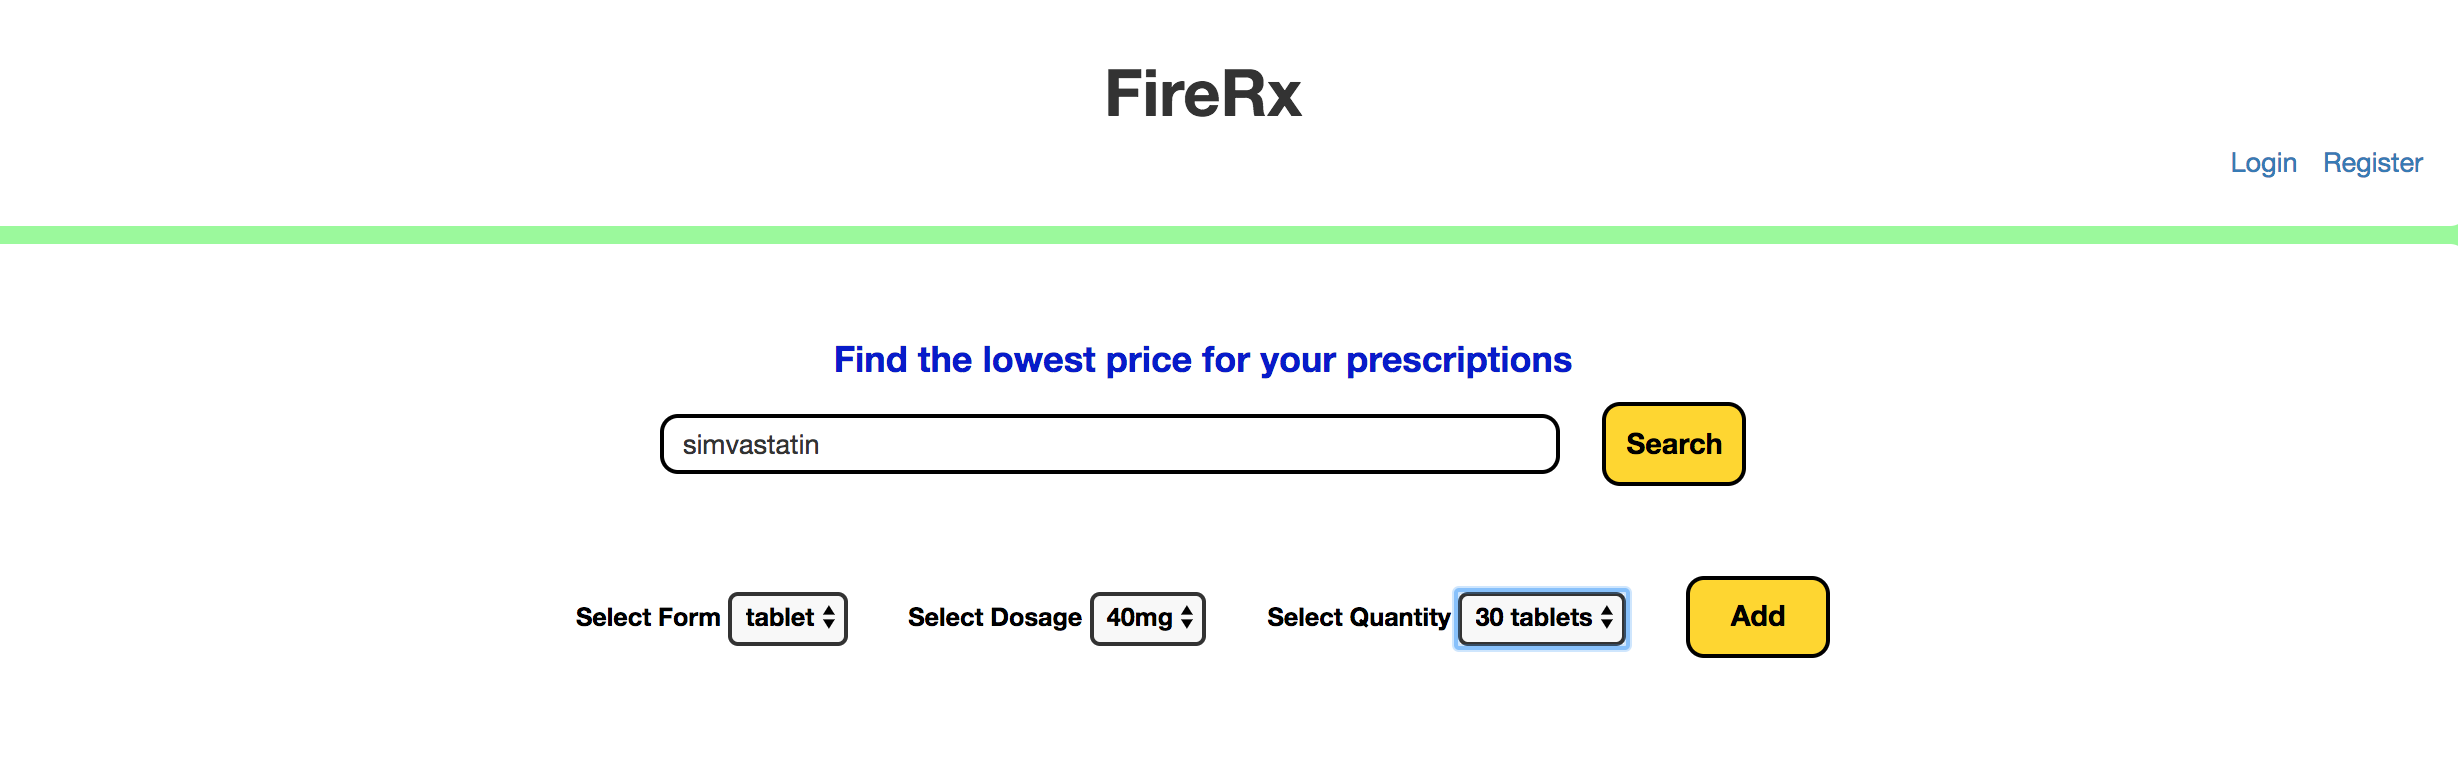 FireRx
Login Register
Find the lowest price for your prescriptions
simvastatin Search
Select Form tablet Select Dosage 40mg Select Quantity 30 tablets Add